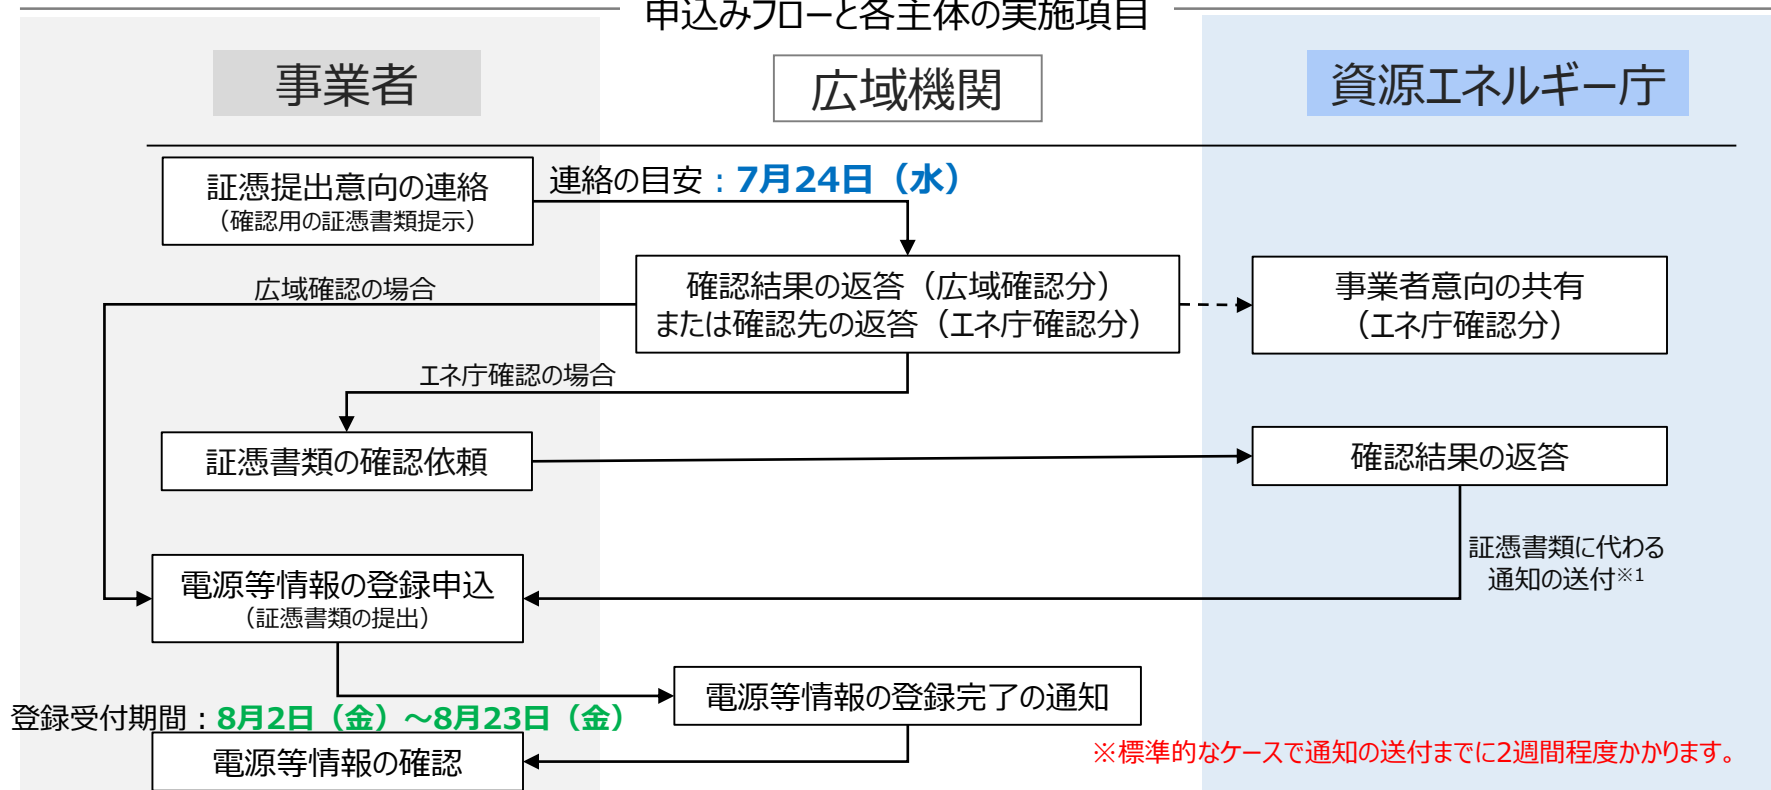 申込みフローと各主体の実施項目
事業者
広域機関
資源エネルギー庁
証憑提出意向の連絡
（確認用の証憑書類提示）
連絡の目安：7月24日（水）
確認結果の返答（広域確認分）
または確認先の返答（エネ庁確認分）
事業者意向の共有
（エネ庁確認分）
広域確認の場合
エネ庁確認の場合
証憑書類の確認依頼
確認結果の返答
証憑書類に代わる
通知の送付※1
電源等情報の登録申込
（証憑書類の提出）
電源等情報の登録完了の通知
登録受付期間：8月2日（金）～8月23日（金）
電源等情報の確認
※標準的なケースで通知の送付までに2週間程度かかります。